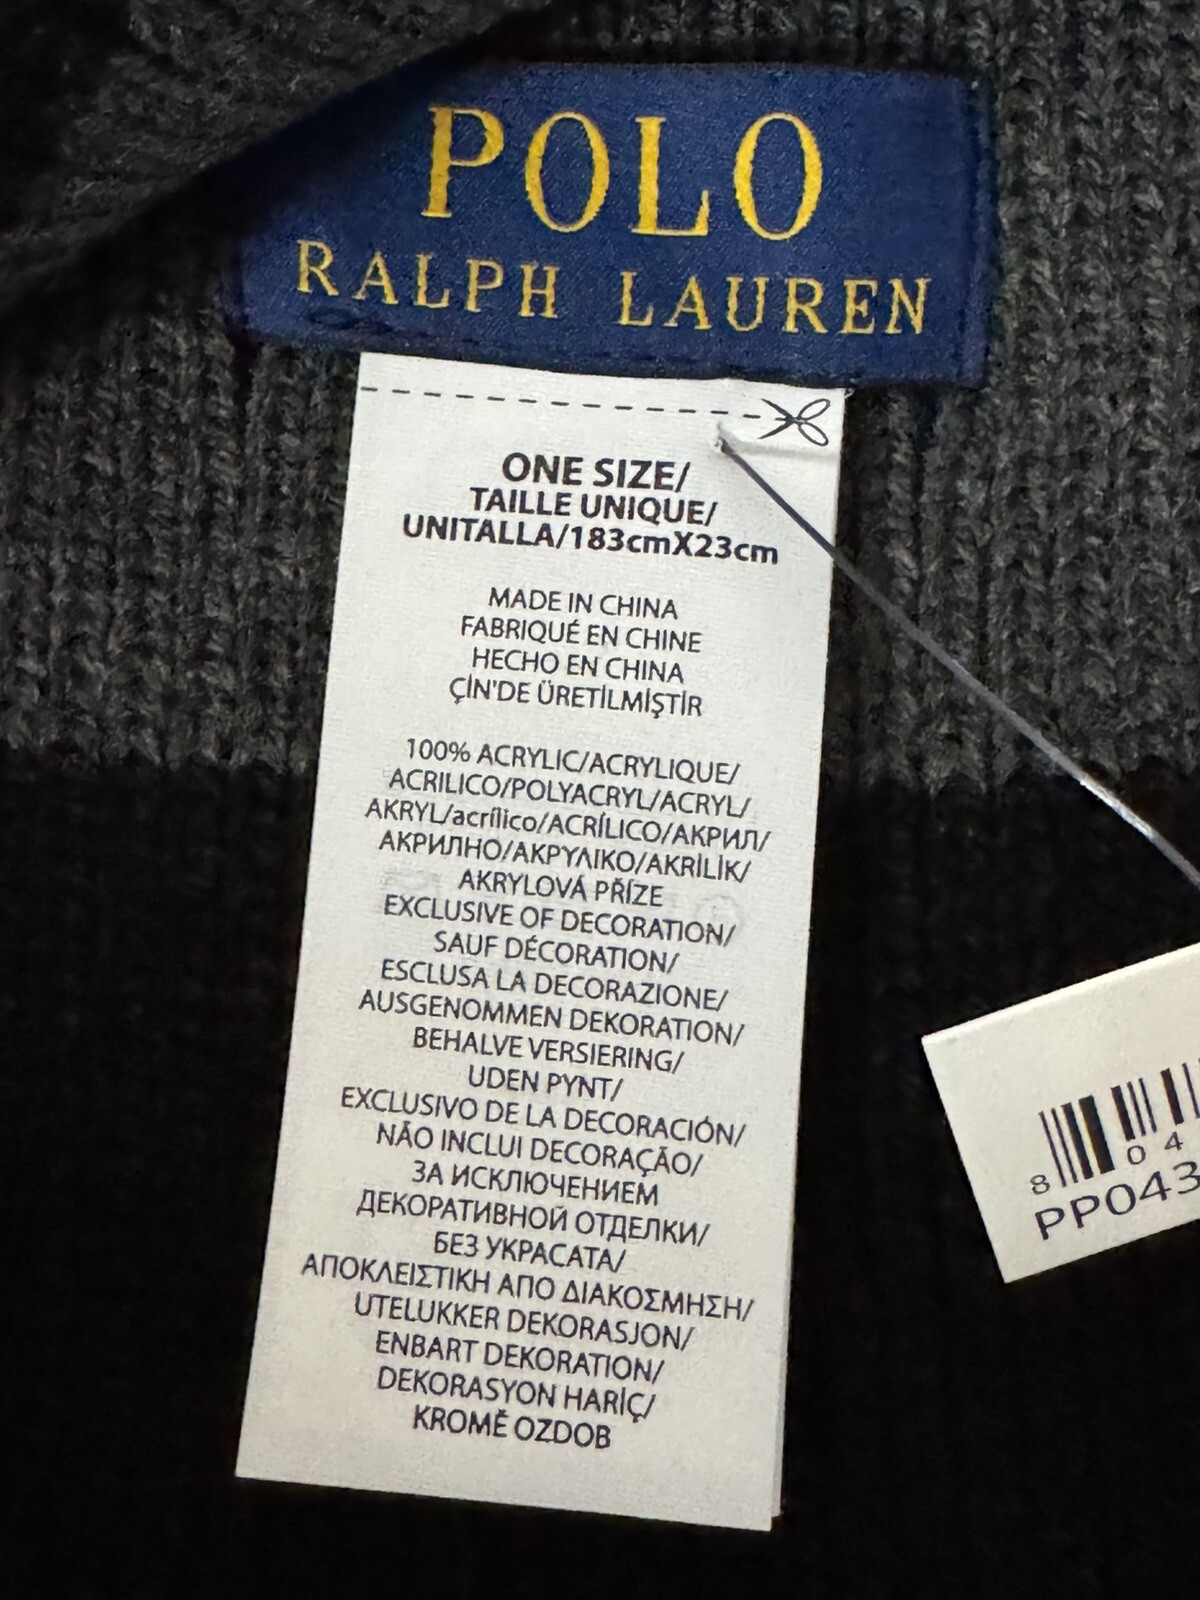 POLO
RALPH LAUREN
ONE SIZE/
TAILLE UNIQUE/
UNITALLA/183cmX23cm
MADE IN CHINA
FABRIQUÉ EN CHINE
HECHO EN CHINA
ÇİN'DE ÜRETİLMİŞTİR
100% ACRYLIC/ACRYLIQUE/
ACRILICO/POLYACRYL/ACRYL/
AKRYL/acrílico/ACRÍLICO/АКРИЛ/
АКРИЛНО/ΑΚΡΥΛΙΚΟ/AKRİLİK/
AKRYLOVÁ PŘÍZE
EXCLUSIVE OF DECORATION/
SAUF DÉCORATION/
ESCLUSA LA DECORAZIONE/
AUSGENOMMEN DEKORATION/
BEHALVE VERSIERING/
UDEN PYNT/
EXCLUSIVO DE LA DECORACIÓN/
NÃO INCLUI DECORAÇÃO/
ЗА ИСКЛЮЧЕНИЕМ
ДЕКОРАТИВНОЙ ОТДЕЛКИ/
БЕЗ УКРАСАТА/
ΑΠΟΚΛΕΙΣΤΙΚΗ ΑΠΟ ΔΙΑΚΟΣΜΗΣΗ/
UTELUKKER DEKORASJON/
ENBART DEKORATION/
DEKORASYON HARİÇ/
KROMĚ OZDOB
8 0 4
PP043